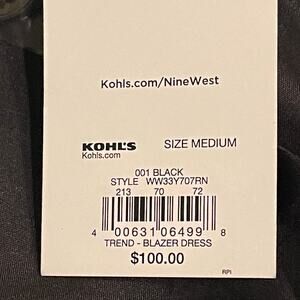 Kohls.com/NineWest
KOHL'S SIZE MEDIUM
Kohls.com
001 BLACK
STYLE WW33Y707RN
213 70 72
4 00631 06499 8
TREND - BLAZER DRESS
$100.00
RPI